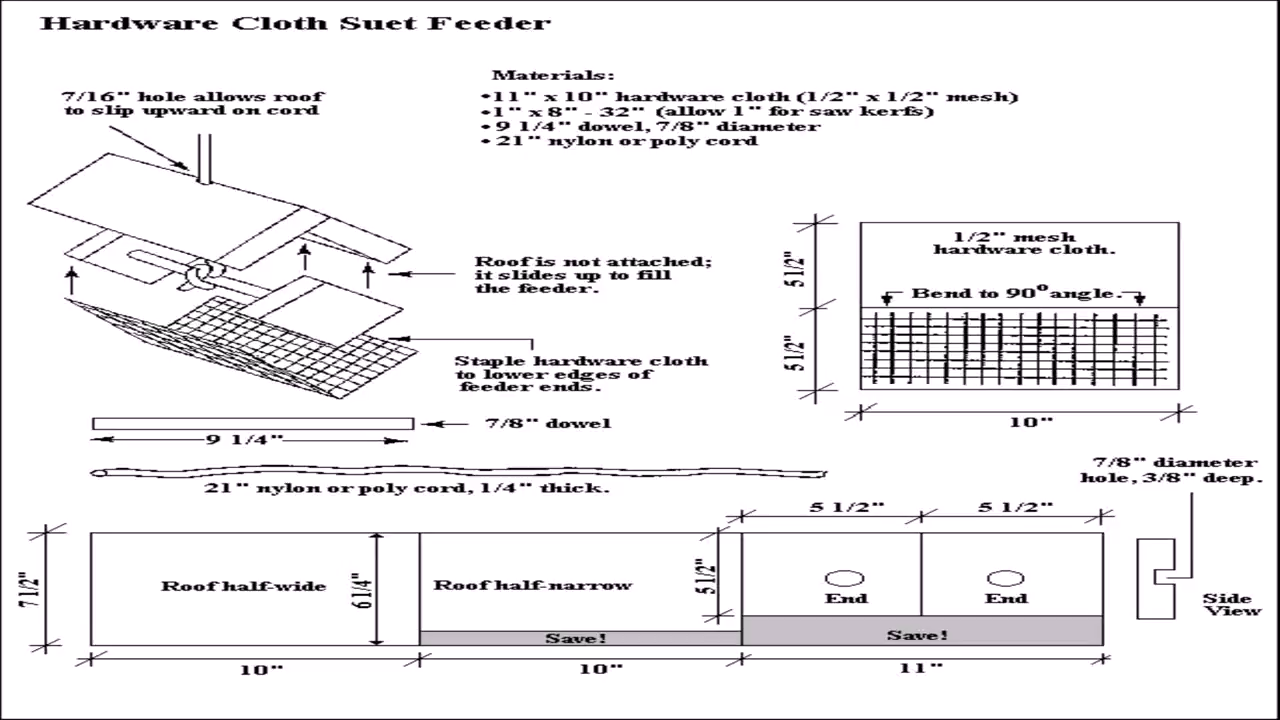 Hardware Cloth Suet Feeder
Materials:
•11" x 10" hardware cloth (1/2" x 1/2" mesh)
•1" x 8" - 32" (allow 1" for saw kerfs)
•9 1/4" dowel, 7/8" diameter
•21" nylon or poly cord
7/16" hole allows roof
to slip upward on cord
Roof is not attached;
it slides up to fill
the feeder.
Staple hardware cloth
to lower edges of
feeder ends.
1/2" mesh
hardware cloth.
Bend to 90° angle.
5 1/2"
5 1/2"
10"
7/8" dowel
9 1/4"
21" nylon or poly cord, 1/4" thick.
7/8" diameter
hole, 3/8" deep.
5 1/2"
5 1/2"
7 1/2"
Roof half-wide
6 1/4"
Roof half-narrow
5 1/2"
End
End
Side
View
Save!
Save!
10"
10"
11"